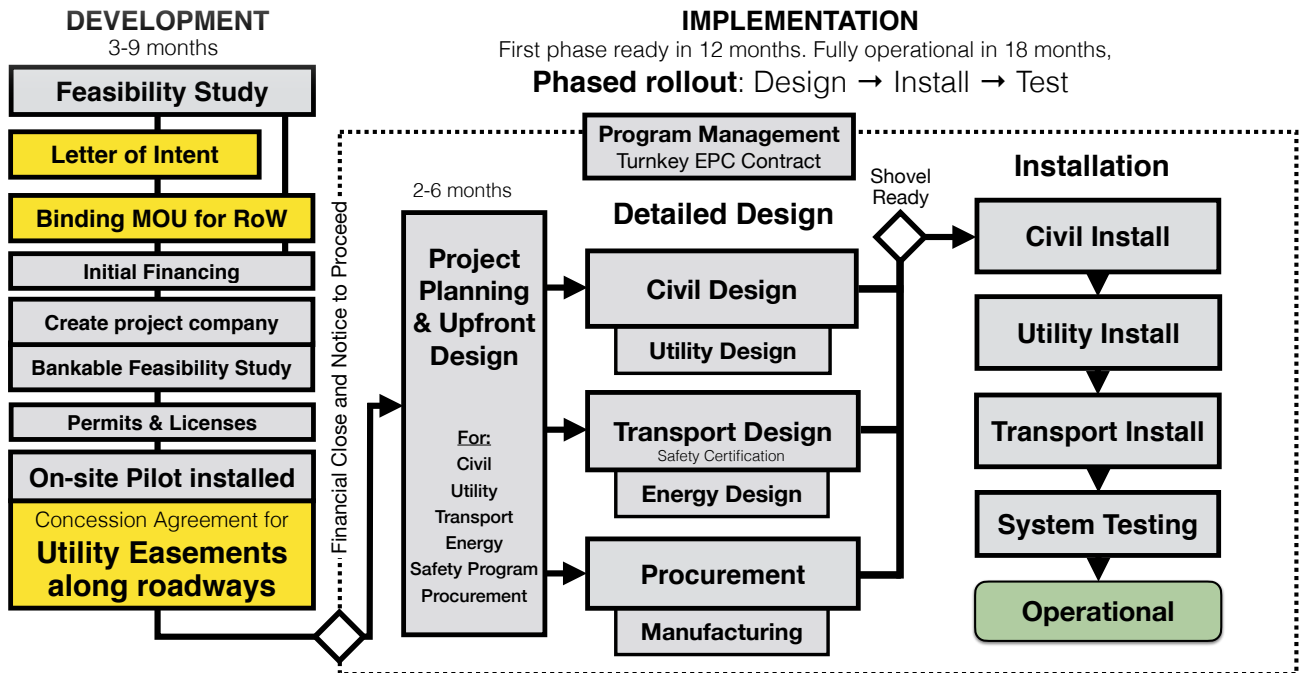 DEVELOPMENT
3-9 months
Feasibility Study
Letter of Intent
Binding MOU for RoW
Initial Financing
Create project company
Bankable Feasibility Study
Permits & Licenses
On-site Pilot installed
Concession Agreement for
Utility Easements
along roadways
Financial Close and Notice to Proceed
IMPLEMENTATION
First phase ready in 12 months. Fully operational in 18 months,
Phased rollout: Design → Install → Test
Program Management
Turnkey EPC Contract
2-6 months
Project
Planning
& Upfront
Design
For:
Civil
Utility
Transport
Energy
Safety Program
Procurement
Detailed Design
Civil Design
Utility Design
Transport Design
Safety Certification
Energy Design
Procurement
Manufacturing
Shovel
Ready
Installation
Civil Install
Utility Install
Transport Install
System Testing
Operational